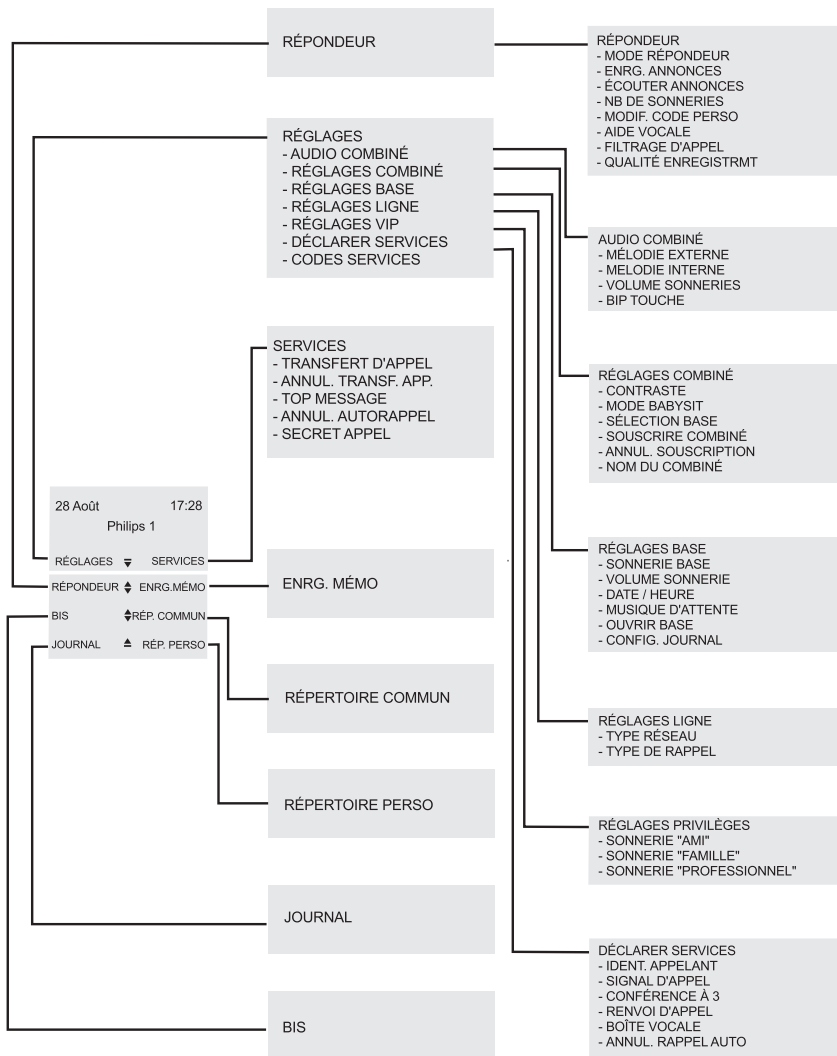 RÉPONDEUR
RÉGLAGES
- AUDIO COMBINÉ
- RÉGLAGES COMBINÉ
- RÉGLAGES BASE
- RÉGLAGES LIGNE
- RÉGLAGES VIP
- DÉCLARER SERVICES
- CODES SERVICES
SERVICES
- TRANSFERT D'APPEL
- ANNUL. TRANSF. APP.
- TOP MESSAGE
- ANNUL. AUTORAPPEL
- SECRET APPEL
28 Août 17:28
Philips 1
RÉGLAGES SERVICES
RÉPONDEUR ENRG.MÉMO
BIS RÉP. COMMUN
JOURNAL RÉP. PERSO
ENRG. MÉMO
RÉPERTOIRE COMMUN
RÉPERTOIRE PERSO
JOURNAL
BIS
RÉPONDEUR
- MODE RÉPONDEUR
- ENRG. ANNONCES
- ÉCOUTER ANNONCES
- NB DE SONNERIES
- MODIF. CODE PERSO
- AIDE VOCALE
- FILTRAGE D'APPEL
- QUALITÉ ENREGISTRMT
AUDIO COMBINÉ
- MÉLODIE EXTERNE
- MELODIE INTERNE
- VOLUME SONNERIES
- BIP TOUCHE
RÉGLAGES COMBINÉ
- CONTRASTE
- MODE BABYSIT
- SÉLECTION BASE
- SOUSCRIRE COMBINÉ
- ANNUL. SOUSCRIPTION
- NOM DU COMBINÉ
RÉGLAGES BASE
- SONNERIE BASE
- VOLUME SONNERIE
- DATE / HEURE
- MUSIQUE D'ATTENTE
- OUVRIR BASE
- CONFIG. JOURNAL
RÉGLAGES LIGNE
- TYPE RÉSEAU
- TYPE DE RAPPEL
RÉGLAGES PRIVILÈGES
- SONNERIE "AMI"
- SONNERIE "FAMILLE"
- SONNERIE "PROFESSIONNEL"
DÉCLARER SERVICES
- IDENT. APPELANT
- SIGNAL D'APPEL
- CONFÉRENCE À 3
- RENVOI D'APPEL
- BOÎTE VOCALE
- ANNUL. RAPPEL AUTO